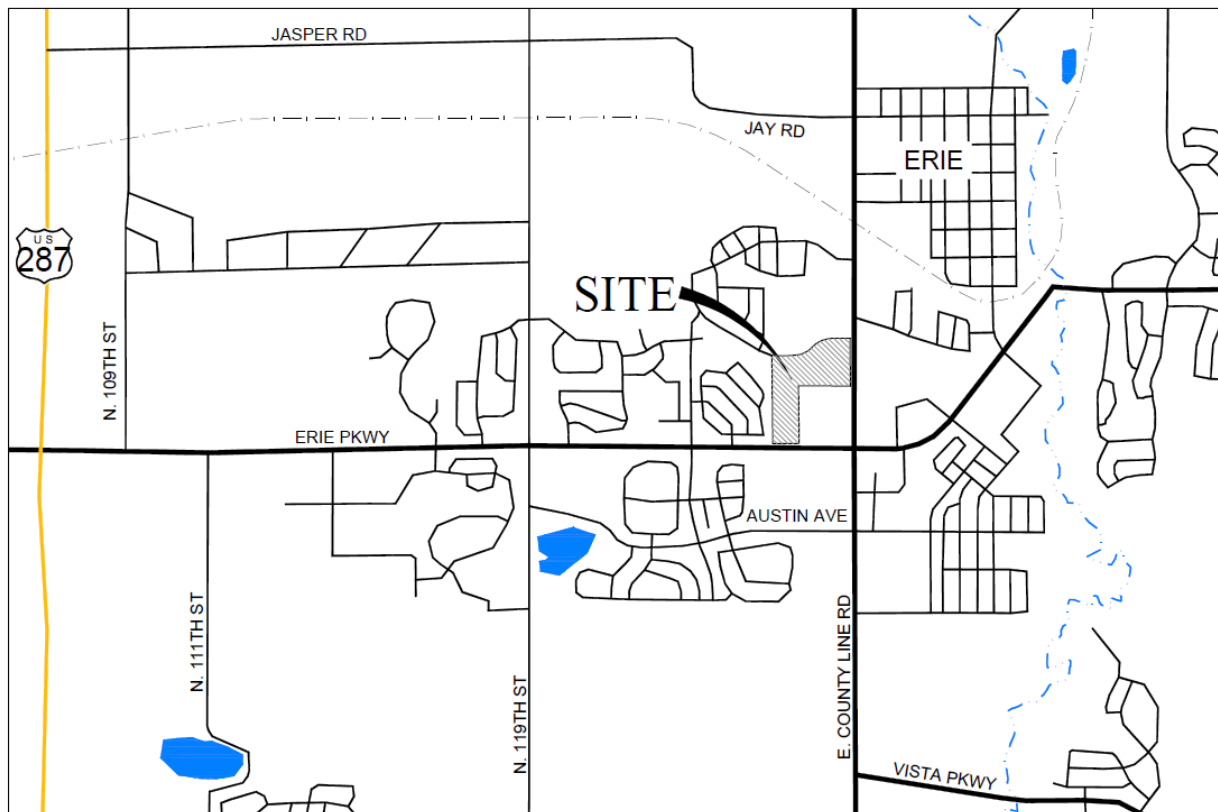 JASPER RD
JAY RD
ERIE
US
287
SITE
N. 109TH ST
ERIE PKWY
AUSTIN AVE
N. 111TH ST
N. 119TH ST
E. COUNTY LINE RD
VISTA PKWY